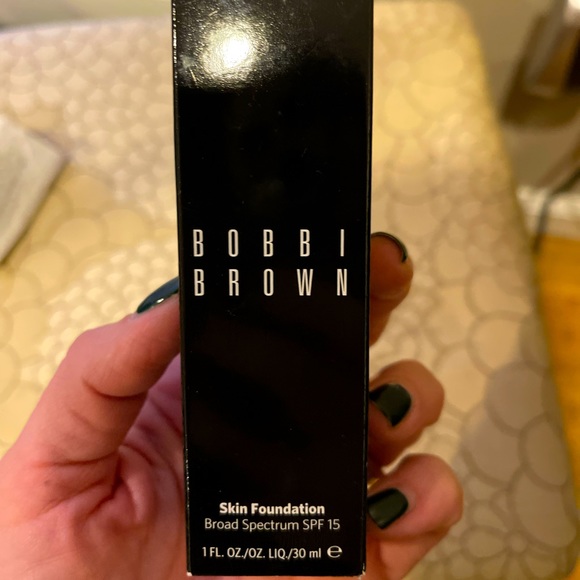 BOBBI
BROWN
Skin Foundation
Broad Spectrum SPF 15
1 FL. OZ./OZ. LIQ./30 ml ℮